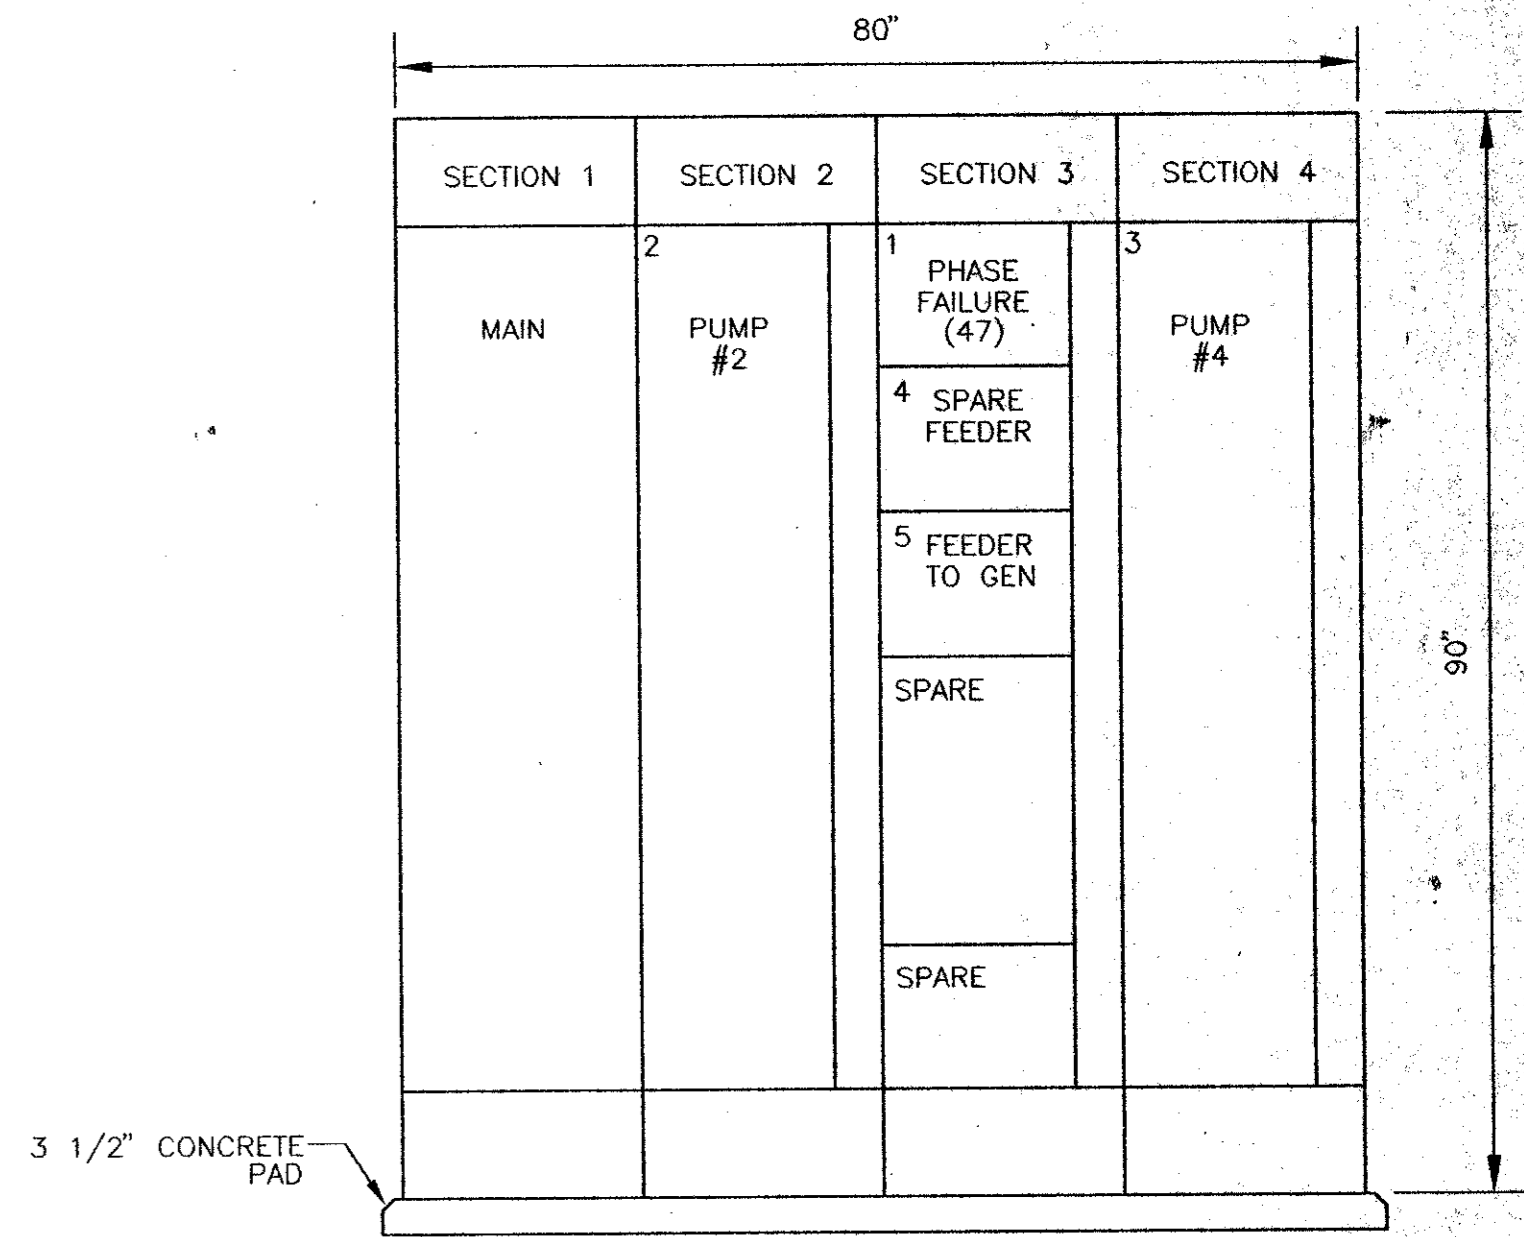 80"
SECTION 1
SECTION 2
SECTION 3
SECTION 4
MAIN
2
PUMP
#2
1
PHASE
FAILURE
(47)
4 SPARE
FEEDER
5 FEEDER
TO GEN
SPARE
SPARE
3
PUMP
#4
90"
3 1/2" CONCRETE
PAD